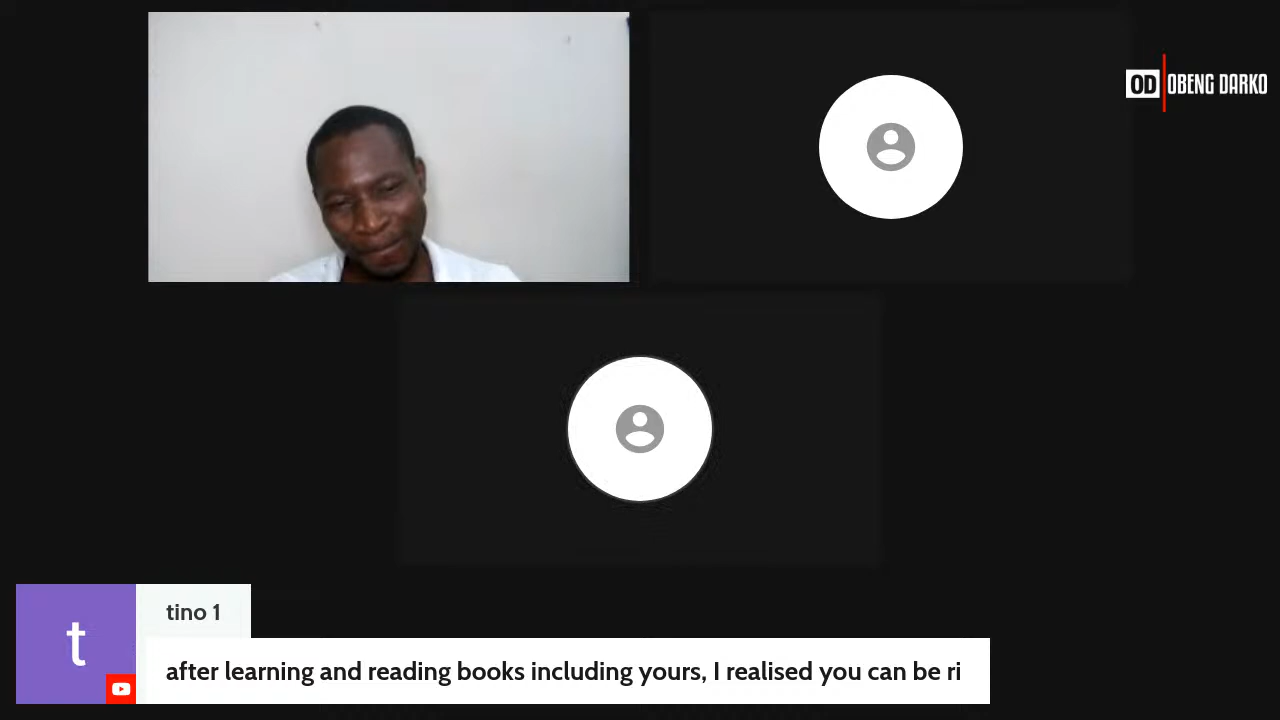 OD OBENG DARKO
t
tino 1
after learning and reading books including yours, I realised you can be ri